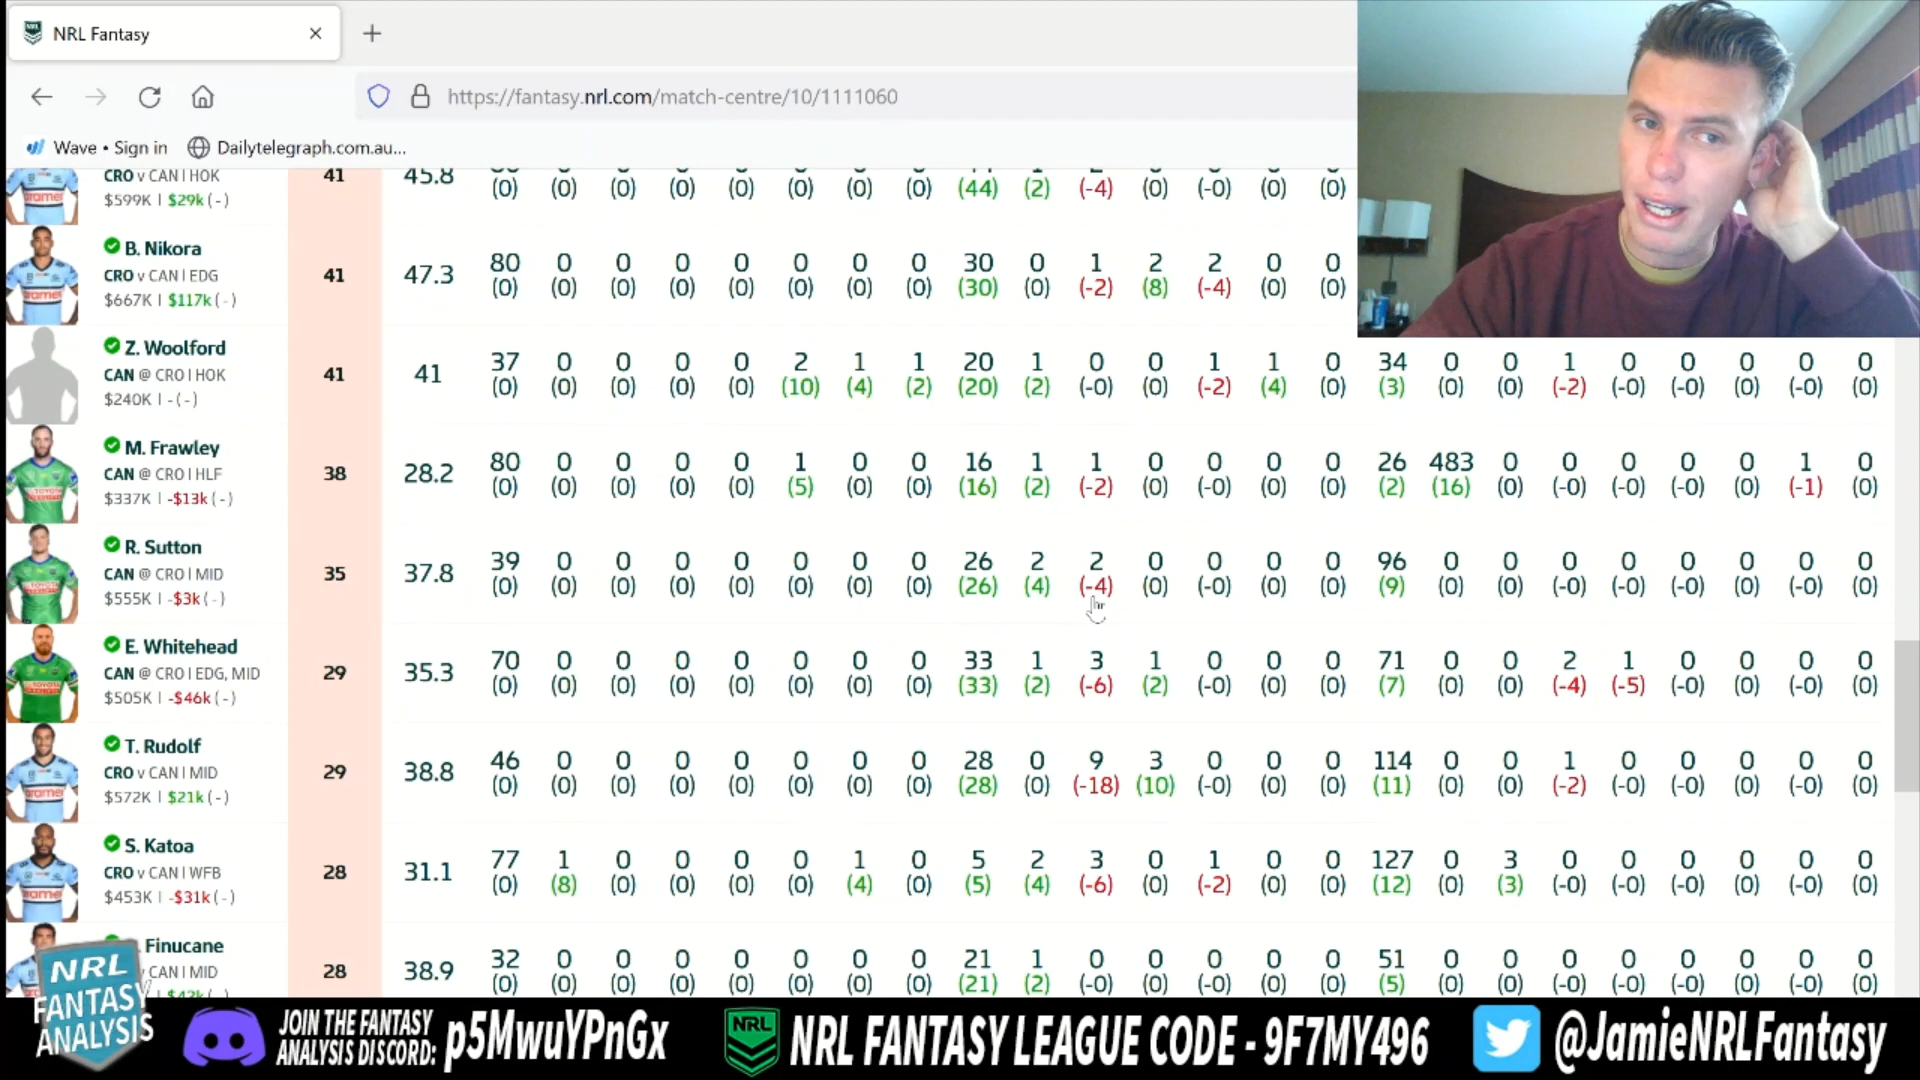 NRL Fantasy
https://fantasy.nrl.com/match-centre/10/1111060
Wave • Sign in Dailytelegraph.com.au...
CRO v CAN | HOK 41 45.8
(0) (0) (0) (0) (0) (0) (0) (0) (44) (2) (-4) (0) (-0) (0) (0)
$599K | $29k (-)
B. Nikora
CRO v CAN | EDG 41 47.3
$667K | $117k (-)
80 0 0 0 0 0 0 0 30 0 1 2 2 0 0
(0) (0) (0) (0) (0) (0) (0) (0) (30) (0) (-2) (8) (-4) (0) (0)
Z. Woolford
CAN @ CRO | HOK 41 41
$240K | - (-)
37 0 0 0 0 2 1 1 20 1 0 0 1 1 0 34 0 0 1 0 0 0 0 0
(0) (0) (0) (0) (0) (10) (4) (2) (20) (2) (-0) (0) (-2) (4) (0) (3) (0) (0) (-2) (-0) (-0) (0) (-0) (0)
M. Frawley
CAN @ CRO | HLF 38 28.2
$337K | -$13k (-)
80 0 0 0 0 1 0 0 16 1 1 0 0 0 0 26 483 0 0 0 0 0 1 0
(0) (0) (0) (0) (0) (5) (0) (0) (16) (2) (-2) (0) (-0) (0) (0) (2) (16) (0) (-0) (-0) (-0) (0) (-1) (0)
R. Sutton
CAN @ CRO | MID 35 37.8
$555K | -$3k (-)
39 0 0 0 0 0 0 0 26 2 2 0 0 0 0 96 0 0 0 0 0 0 0 0
(0) (0) (0) (0) (0) (0) (0) (0) (26) (4) (-4) (0) (-0) (0) (0) (9) (0) (0) (-0) (-0) (-0) (0) (-0) (0)
E. Whitehead
CAN @ CRO | EDG, MID 29 35.3
$505K | -$46k (-)
70 0 0 0 0 0 0 0 33 1 3 1 0 0 0 71 0 0 2 1 0 0 0 0
(0) (0) (0) (0) (0) (0) (0) (0) (33) (2) (-6) (2) (-0) (0) (0) (7) (0) (0) (-4) (-5) (-0) (0) (-0) (0)
T. Rudolf
CRO v CAN | MID 29 38.8
$572K | $21k (-)
46 0 0 0 0 0 0 0 28 0 9 3 0 0 0 114 0 0 1 0 0 0 0 0
(0) (0) (0) (0) (0) (0) (0) (0) (28) (0) (-18) (10) (-0) (0) (0) (11) (0) (0) (-2) (-0) (-0) (0) (-0) (0)
S. Katoa
CRO v CAN | WFB 28 31.1
$453K | -$31k (-)
77 1 0 0 0 0 1 0 5 2 3 0 1 0 0 127 0 3 0 0 0 0 0 0
(0) (8) (0) (0) (0) (0) (4) (0) (5) (4) (-6) (0) (-2) (0) (0) (12) (0) (3) (-0) (-0) (-0) (0) (-0) (0)
Finucane
v CAN | MID 28 38.9
32 0 0 0 0 0 0 0 21 1 0 0 0 0 0 51 0 0 0 0 0 0 0 0
(0) (0) (0) (0) (0) (0) (0) (0) (21) (2) (-0) (0) (-0) (0) (0) (5) (0) (0) (-0) (-0) (-0) (0) (-0) (0)
NRL
FANTASY
ANALYSIS
JOIN THE FANTASY
ANALYSIS DISCORD: p5MwuYPnGx
NRL
NRL FANTASY LEAGUE CODE - 9F7MY496
@JamieNRLFantasy